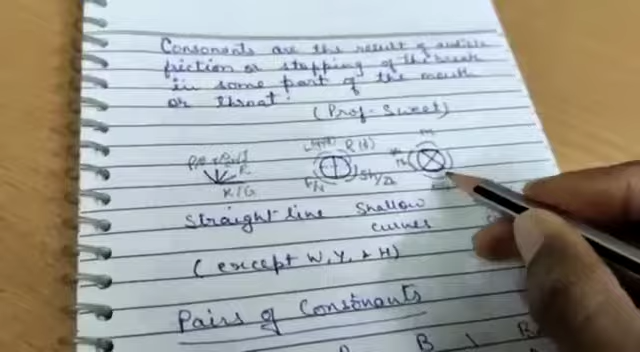 Consonants are the result of audible
friction or stopping of the breath
in some part of the mouth
or throat.
(Prof. Sweet)
K/G
Straight line Shallow
curves
(except W, Y, & H)
Pairs of Consonants
P B